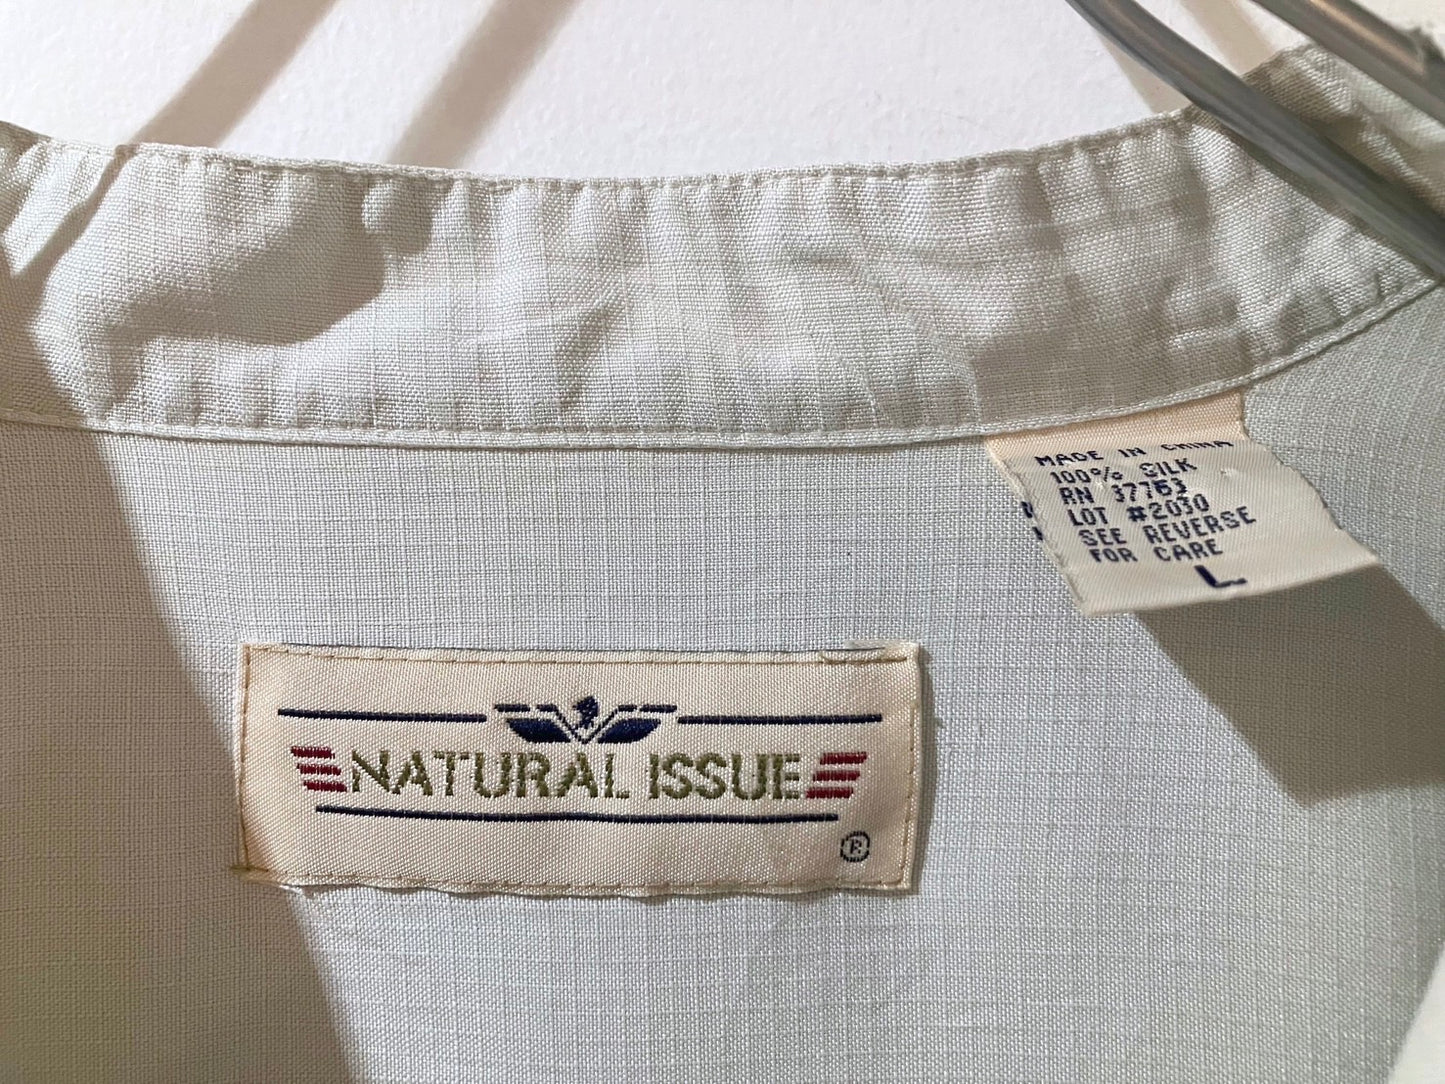 MADE IN CHINA
100% SILK
RN 37763
LOT #2030
SEE REVERSE
FOR CARE
L
NATURAL ISSUE
®